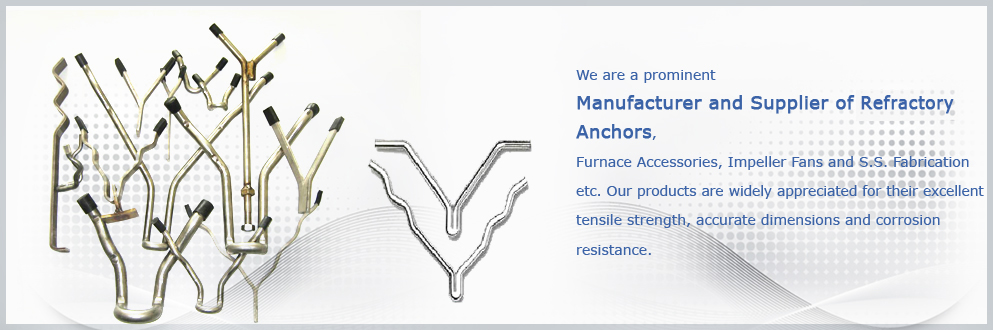 We are a prominent
Manufacturer and Supplier of Refractory
Anchors,
Furnace Accessories, Impeller Fans and S.S. Fabrication
etc. Our products are widely appreciated for their excellent
tensile strength, accurate dimensions and corrosion
resistance.